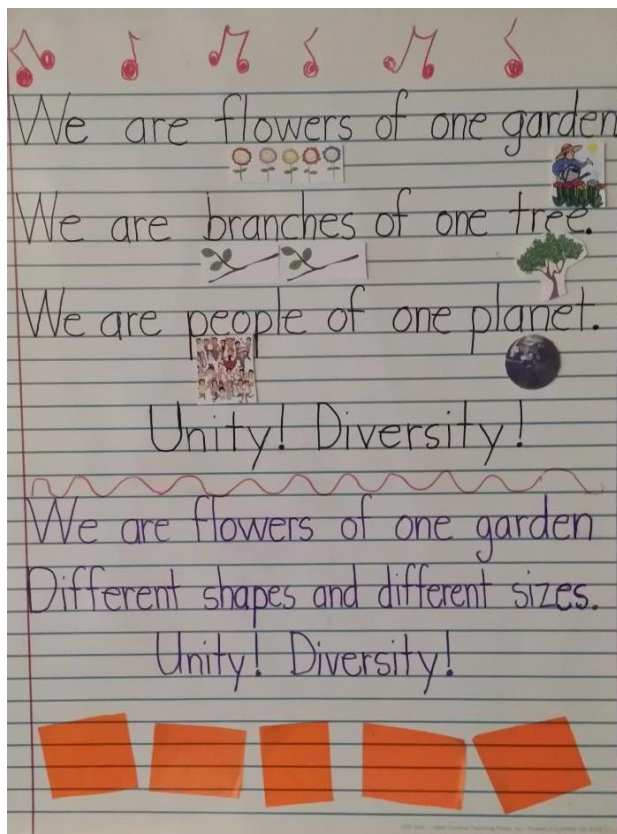 We are flowers of one garden
We are branches of one tree.
We are people of one planet.
Unity! Diversity!
We are flowers of one garden
Different shapes and different sizes.
Unity! Diversity!